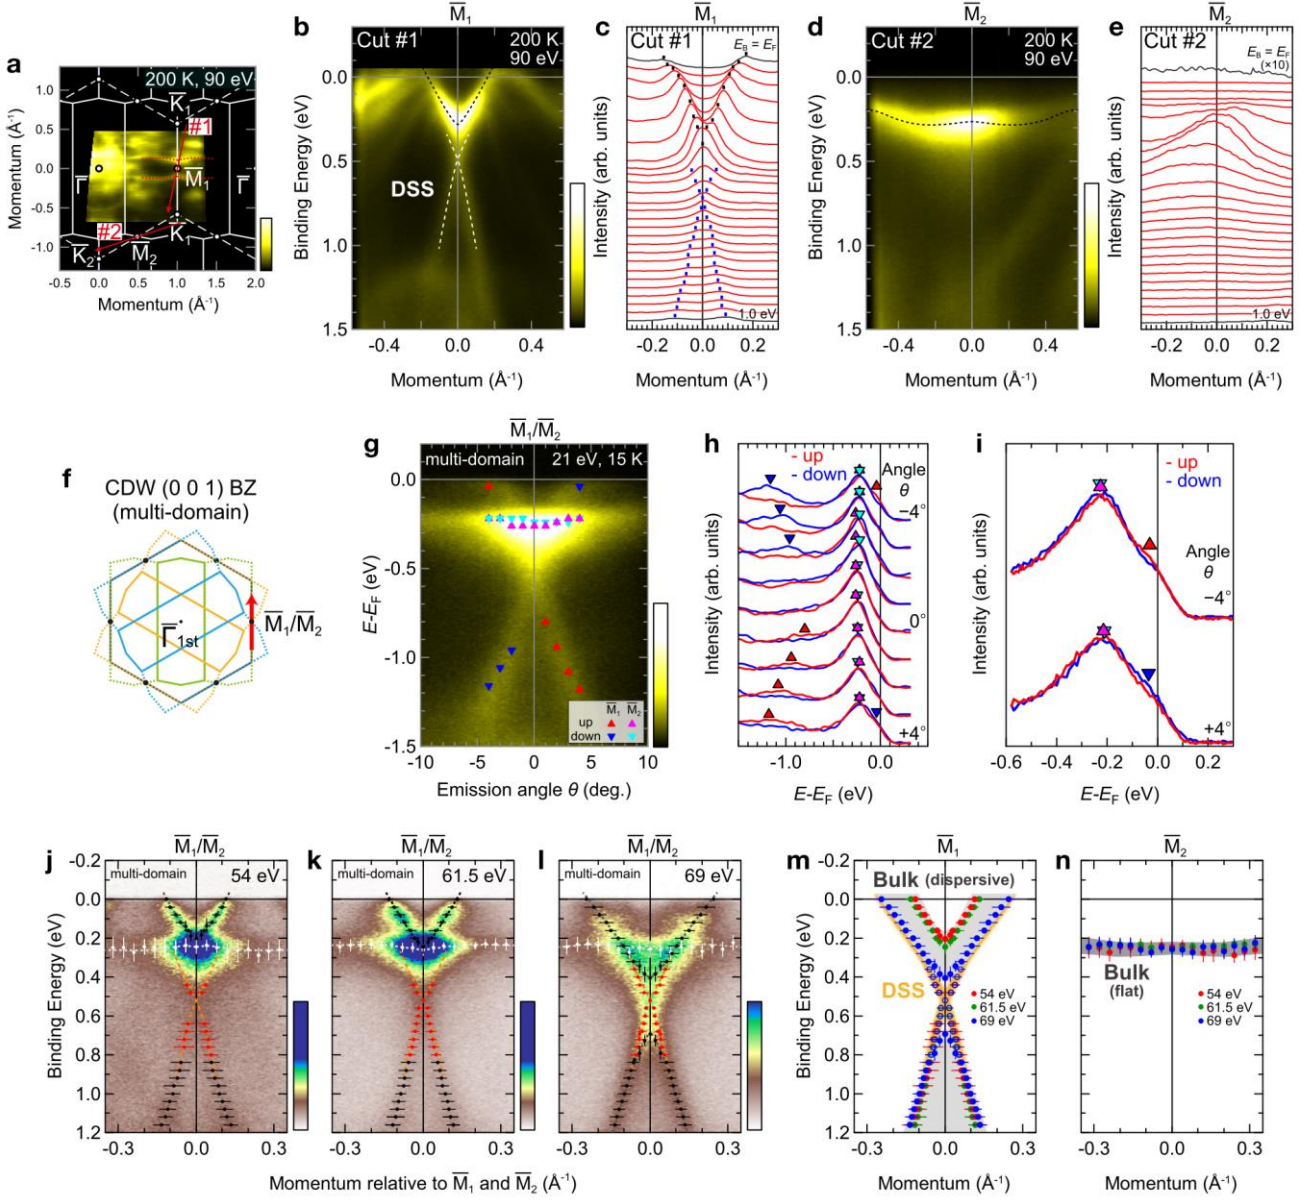 a
200 K, 90 eV
K̅₁
#1
Γ̅
M̅₁
Γ̅
#2
K̅₁
K̅₂
M̅₂
1.0
0.5
0.0
-0.5
-1.0
Momentum (Å⁻¹)
-0.5 0.0 0.5 1.0 1.5 2.0
Momentum (Å⁻¹)
b
M̅₁
Cut #1
200 K
90 eV
DSS
0.0
0.5
1.0
1.5
Binding Energy (eV)
-0.4 0.0 0.4
Momentum (Å⁻¹)
c
M̅₁
Cut #1
E_B = E_F
1.0 eV
Intensity (arb. units)
-0.2 0.0 0.2
Momentum (Å⁻¹)
d
M̅₂
Cut #2
200 K
90 eV
0.0
0.5
1.0
1.5
Binding Energy (eV)
-0.4 0.0 0.4
Momentum (Å⁻¹)
e
M̅₂
Cut #2
E_B = E_F
(×10)
1.0 eV
Intensity (arb. units)
-0.2 0.0 0.2
Momentum (Å⁻¹)
f
CDW (0 0 1) BZ
(multi-domain)
Γ̅*1st
M̅₁/M̅₂
g
M̅₁/M̅₂
multi-domain
21 eV, 15 K
0.0
-0.5
-1.0
-1.5
E-E_F (eV)
M̅₁ M̅₂
up
down
-10 -5 0 5 10
Emission angle θ (deg.)
h
- up
- down
Angle
θ
−4°
0°
+4°
Intensity (arb. units)
-1.0 -0.5 0.0
E-E_F (eV)
i
- up
- down
Angle
θ
−4°
+4°
Intensity (arb. units)
-0.6 -0.4 -0.2 0.0 0.2
E-E_F (eV)
j
M̅₁/M̅₂
multi-domain
54 eV
-0.2
0.0
0.2
0.4
0.6
0.8
1.0
1.2
Binding Energy (eV)
-0.3 0.0 0.3
k
M̅₁/M̅₂
multi-domain
61.5 eV
-0.3 0.0 0.3
l
M̅₁/M̅₂
multi-domain
69 eV
-0.3 0.0 0.3
Momentum relative to M̅₁ and M̅₂ (Å⁻¹)
m
M̅₁
Bulk (dispersive)
DSS
54 eV
61.5 eV
69 eV
-0.2
0.0
0.2
0.4
0.6
0.8
1.0
1.2
Binding Energy (eV)
-0.3 0.0 0.3
Momentum (Å⁻¹)
n
M̅₂
Bulk
(flat)
54 eV
61.5 eV
69 eV
-0.3 0.0 0.3
Momentum (Å⁻¹)